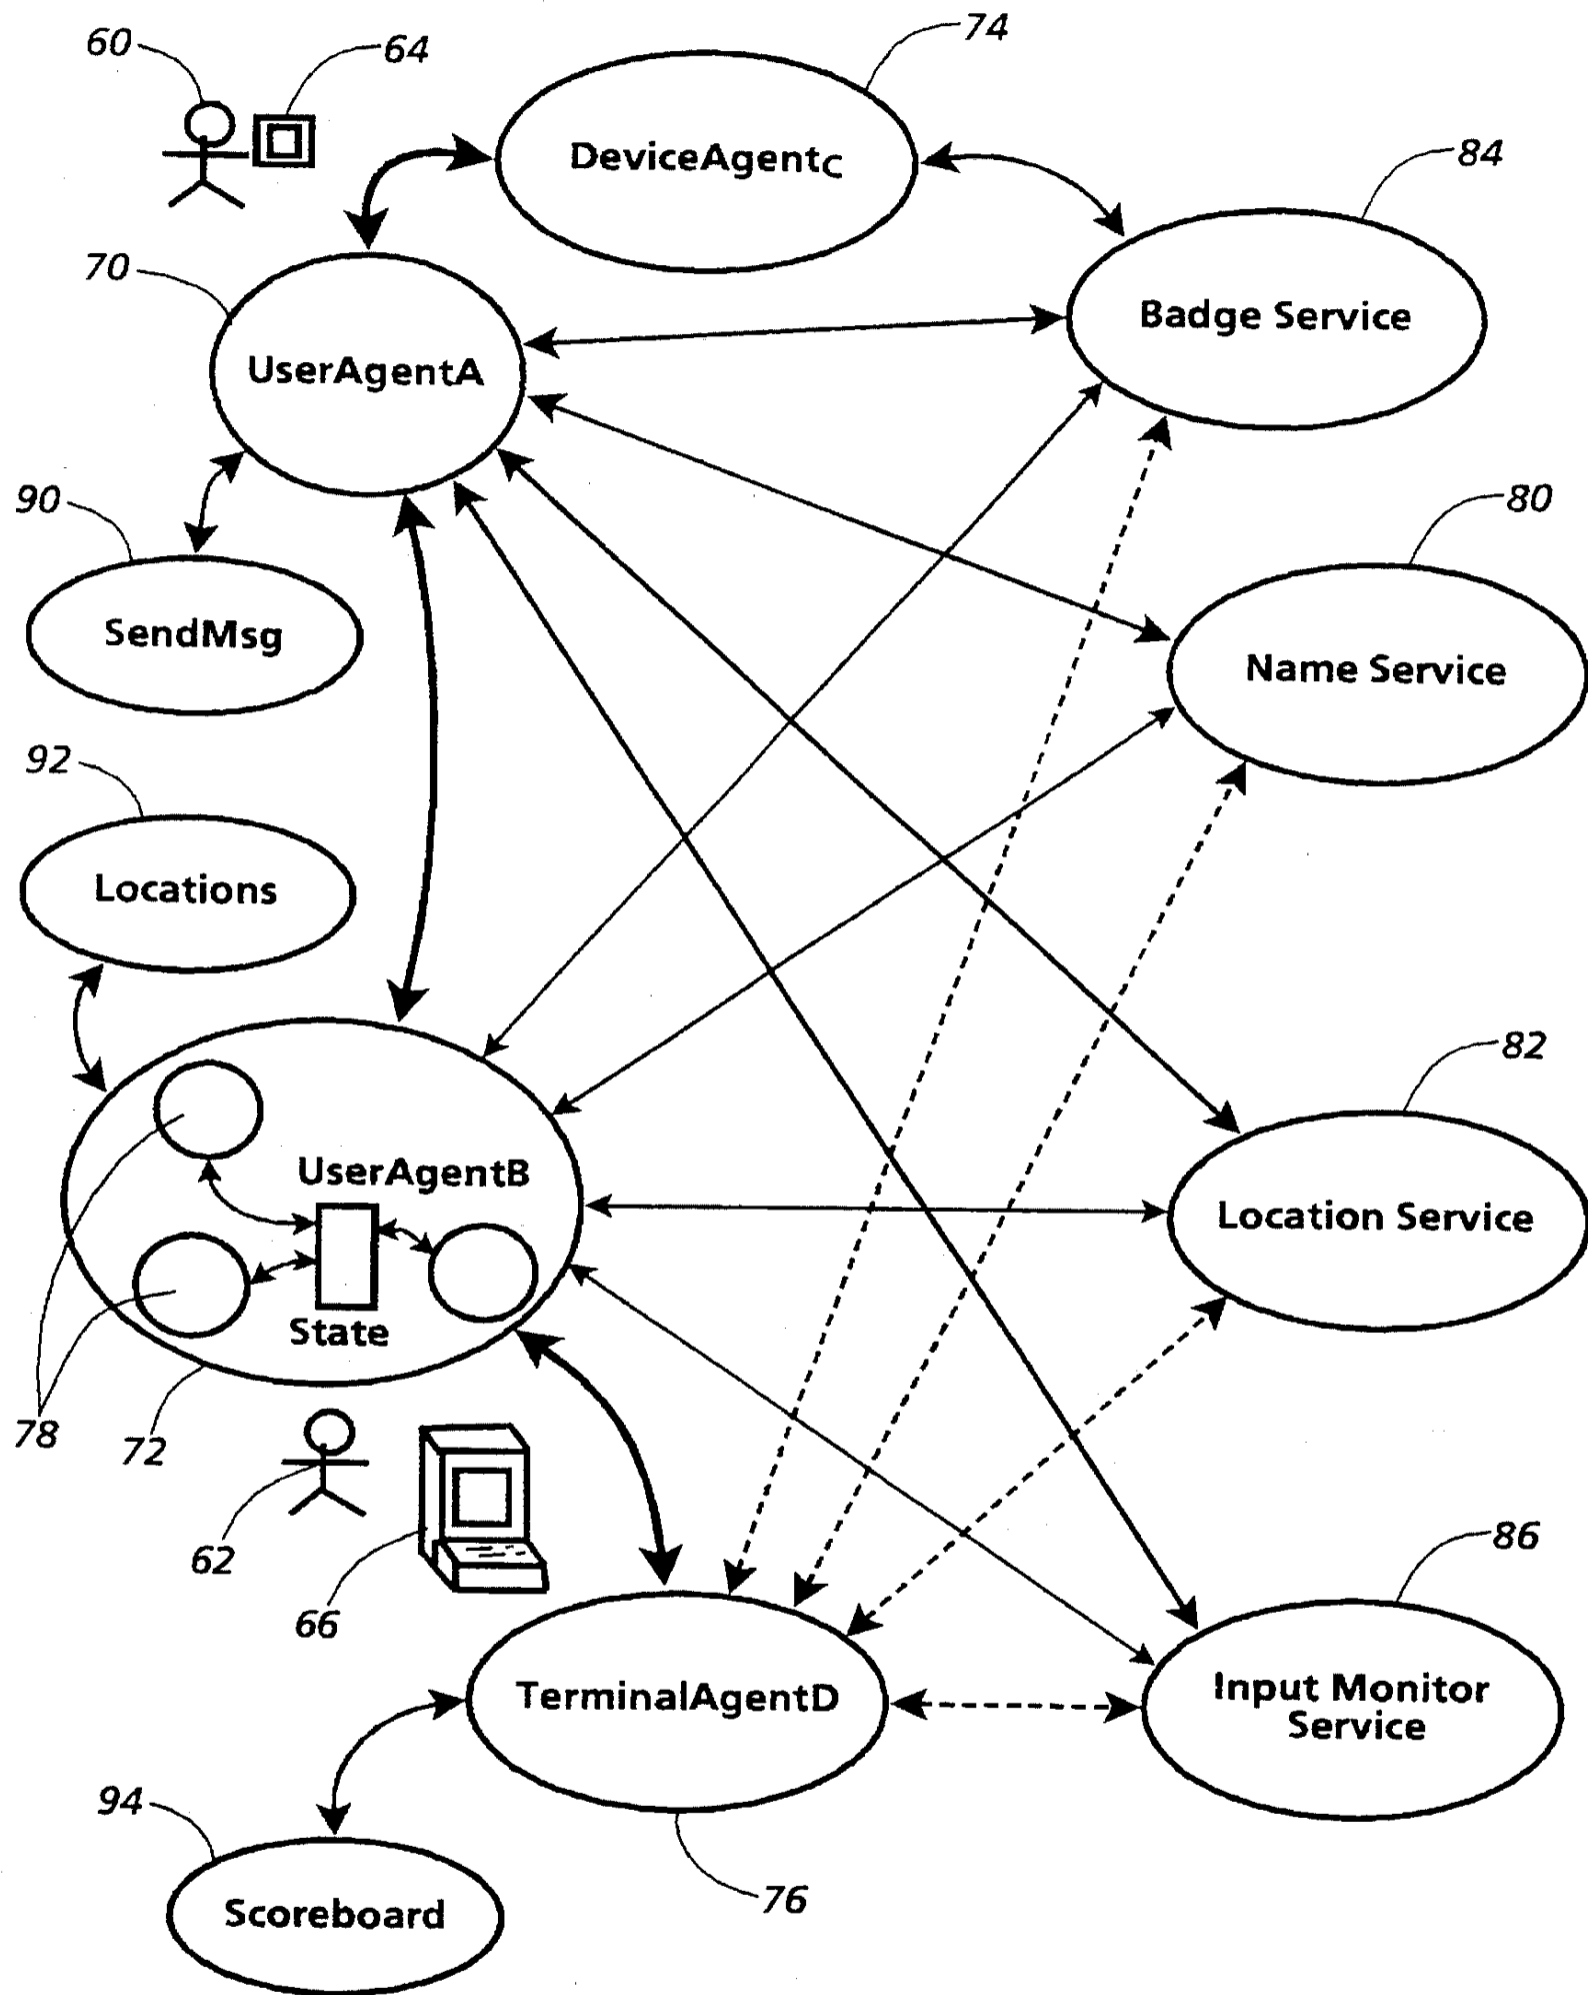 60
64
74
DeviceAgentC
84
70
Badge Service
UserAgentA
90
80
SendMsg
Name Service
92
Locations
82
UserAgentB
Location Service
State
78
72
62
66
86
TerminalAgentD
Input Monitor
Service
94
76
Scoreboard